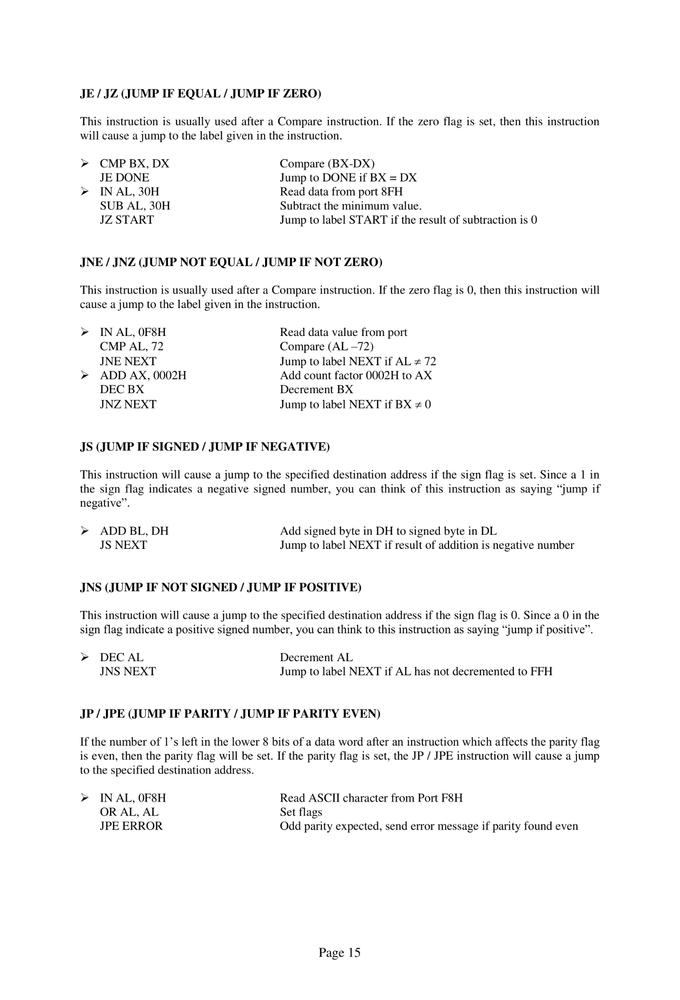 JE / JZ (JUMP IF EQUAL / JUMP IF ZERO)
This instruction is usually used after a Compare instruction. If the zero flag is set, then this instruction
will cause a jump to the label given in the instruction.
➢ CMP BX, DX Compare (BX-DX)
JE DONE Jump to DONE if BX = DX
➢ IN AL, 30H Read data from port 8FH
SUB AL, 30H Subtract the minimum value.
JZ START Jump to label START if the result of subtraction is 0
JNE / JNZ (JUMP NOT EQUAL / JUMP IF NOT ZERO)
This instruction is usually used after a Compare instruction. If the zero flag is 0, then this instruction will
cause a jump to the label given in the instruction.
➢ IN AL, 0F8H Read data value from port
CMP AL, 72 Compare (AL –72)
JNE NEXT Jump to label NEXT if AL ≠ 72
➢ ADD AX, 0002H Add count factor 0002H to AX
DEC BX Decrement BX
JNZ NEXT Jump to label NEXT if BX ≠ 0
JS (JUMP IF SIGNED / JUMP IF NEGATIVE)
This instruction will cause a jump to the specified destination address if the sign flag is set. Since a 1 in
the sign flag indicates a negative signed number, you can think of this instruction as saying “jump if
negative”.
➢ ADD BL, DH Add signed byte in DH to signed byte in DL
JS NEXT Jump to label NEXT if result of addition is negative number
JNS (JUMP IF NOT SIGNED / JUMP IF POSITIVE)
This instruction will cause a jump to the specified destination address if the sign flag is 0. Since a 0 in the
sign flag indicate a positive signed number, you can think to this instruction as saying “jump if positive”.
➢ DEC AL Decrement AL
JNS NEXT Jump to label NEXT if AL has not decremented to FFH
JP / JPE (JUMP IF PARITY / JUMP IF PARITY EVEN)
If the number of 1’s left in the lower 8 bits of a data word after an instruction which affects the parity flag
is even, then the parity flag will be set. If the parity flag is set, the JP / JPE instruction will cause a jump
to the specified destination address.
➢ IN AL, 0F8H Read ASCII character from Port F8H
OR AL, AL Set flags
JPE ERROR Odd parity expected, send error message if parity found even
Page 15